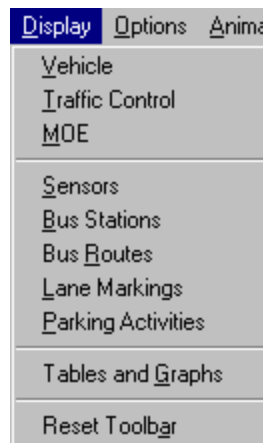 Display Options Anima
Vehicle
Traffic Control
MOE
Sensors
Bus Stations
Bus Routes
Lane Markings
Parking Activities
Tables and Graphs
Reset Toolbar